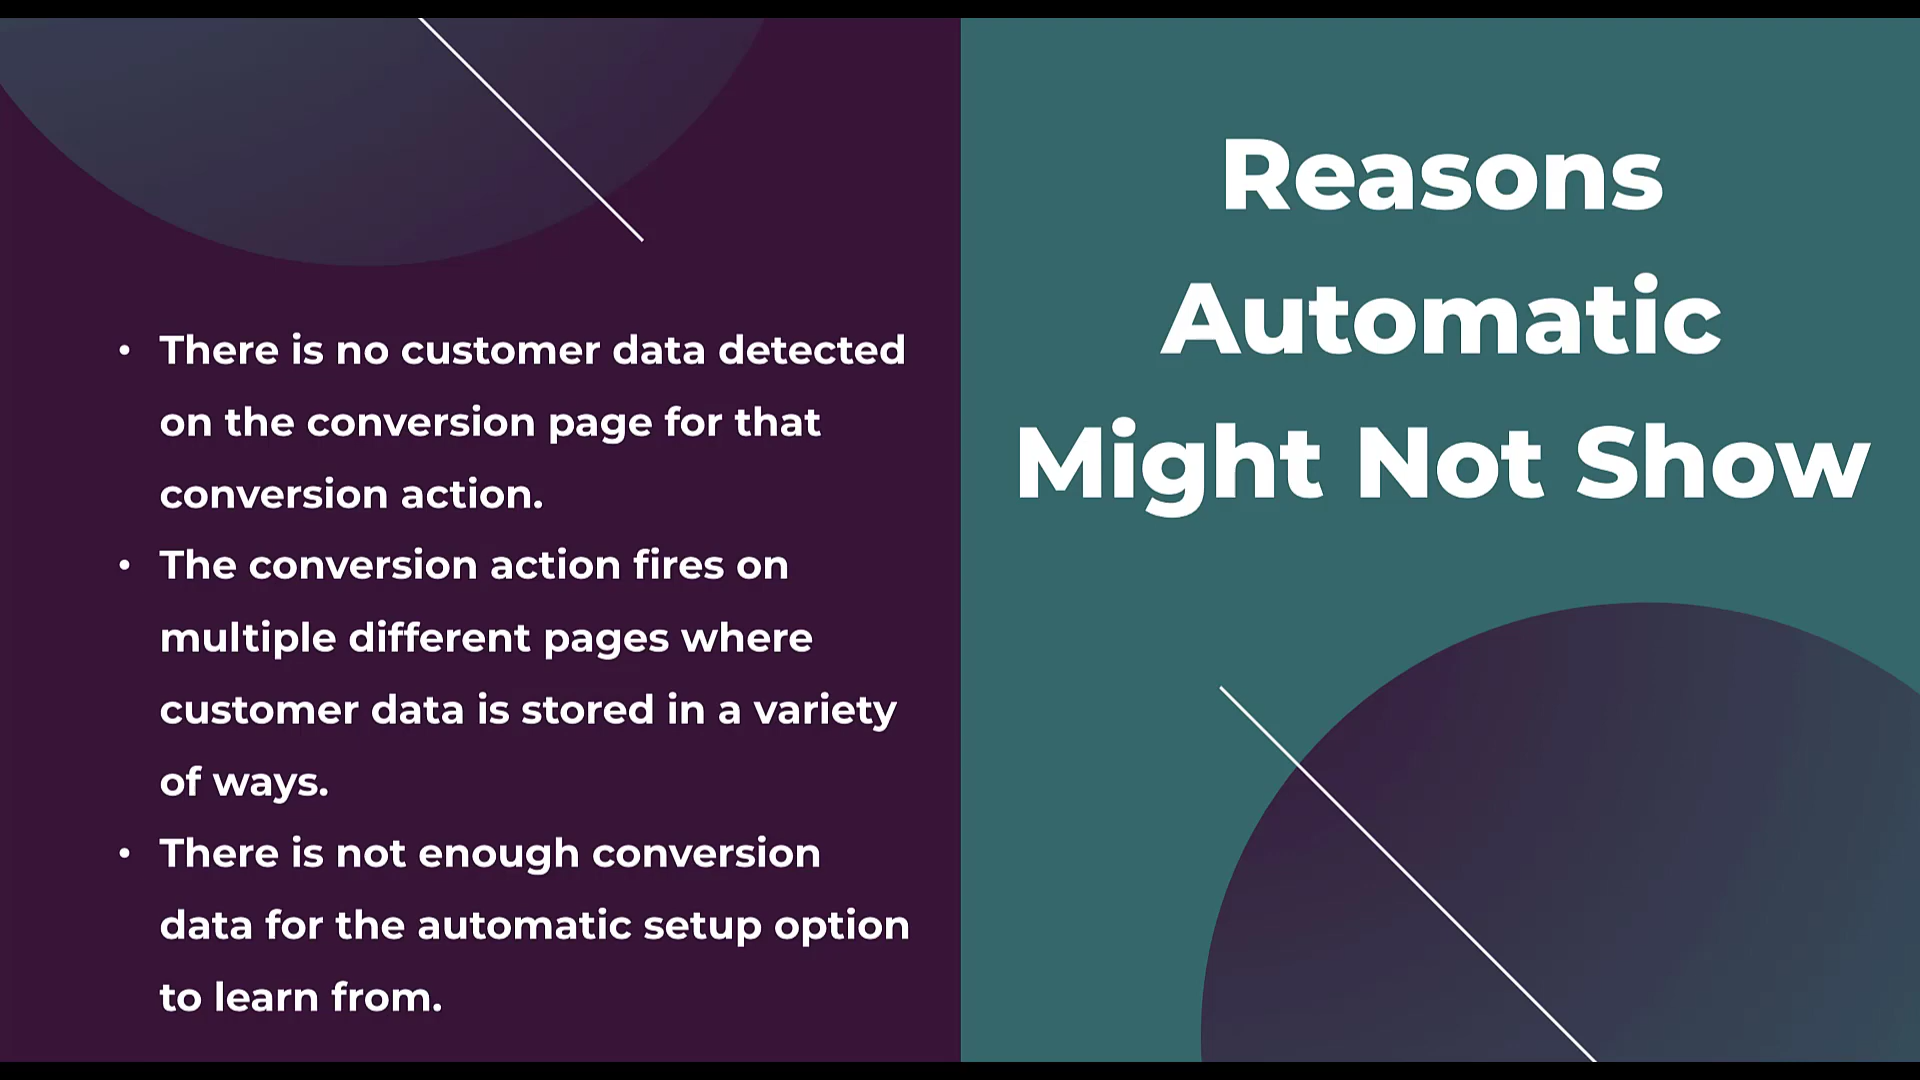 Reasons
Automatic
Might Not Show
• There is no customer data detected
on the conversion page for that
conversion action.
• The conversion action fires on
multiple different pages where
customer data is stored in a variety
of ways.
• There is not enough conversion
data for the automatic setup option
to learn from.